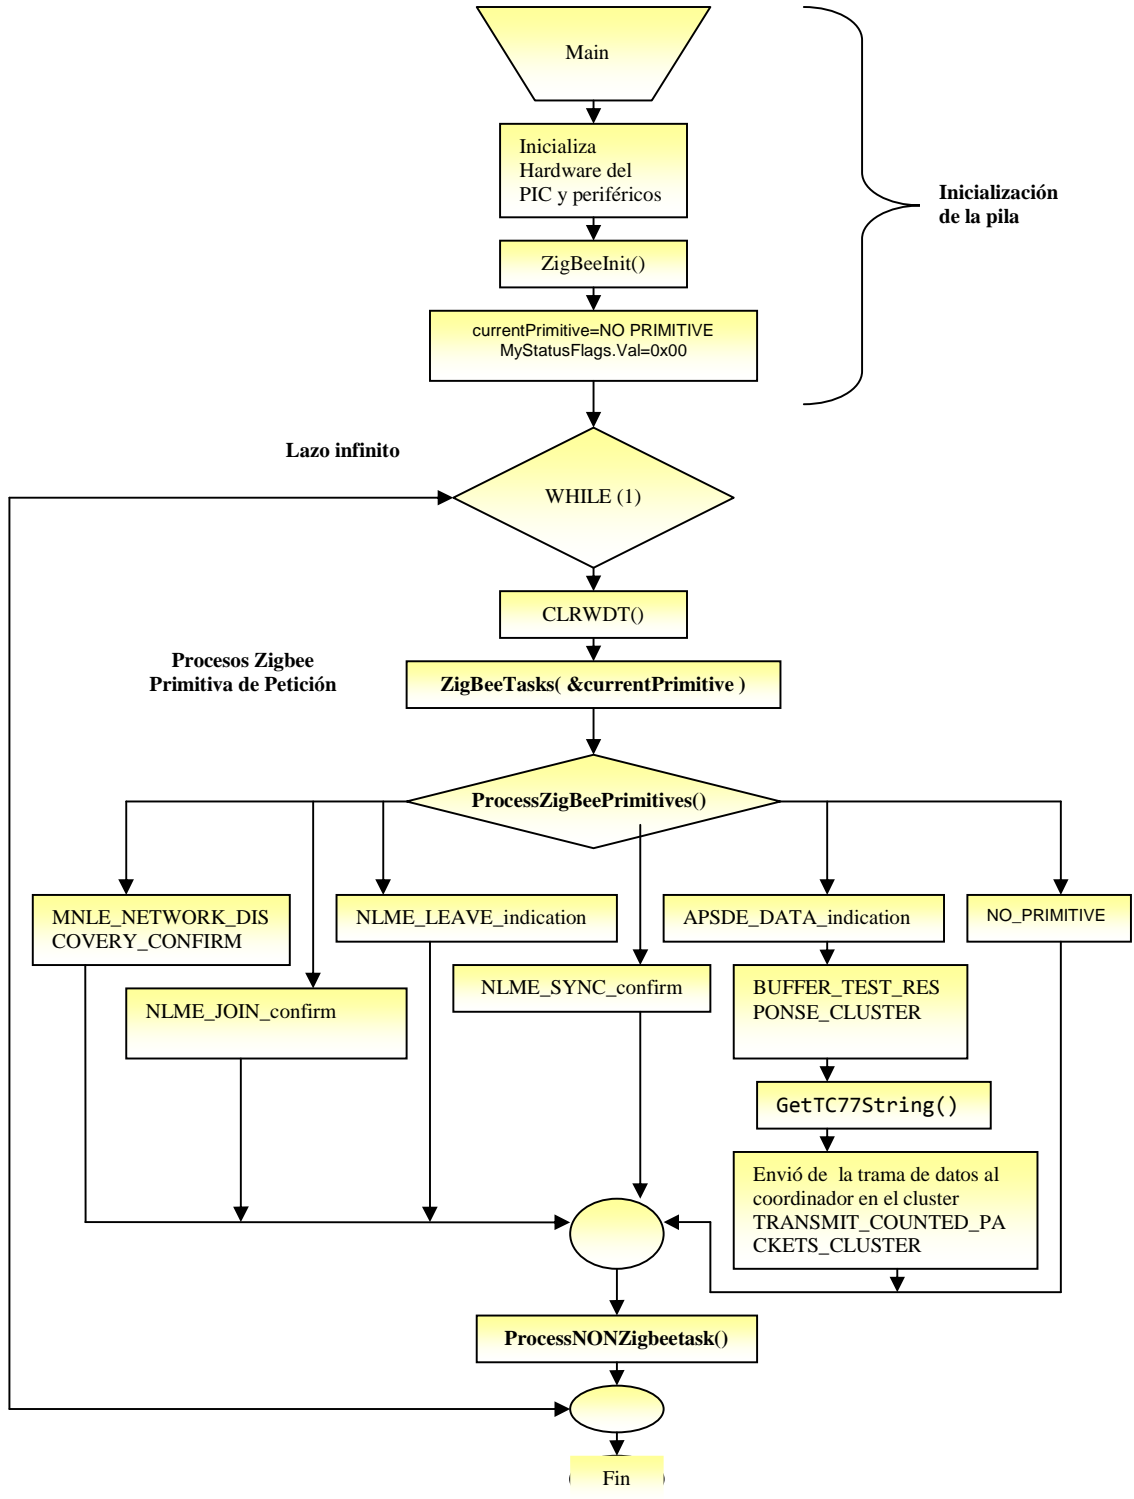 Main
Inicializa
Hardware del
PIC y periféricos
Inicialización
de la pila
ZigBeeInit()
currentPrimitive=NO PRIMITIVE
MyStatusFlags.Val=0x00
Lazo infinito
WHILE (1)
CLRWDT()
Procesos Zigbee
Primitiva de Petición
ZigBeeTasks( &currentPrimitive )
ProcessZigBeePrimitives()
MNLE_NETWORK_DIS
COVERY_CONFIRM
NLME_LEAVE_indication
APSDE_DATA_indication
NO_PRIMITIVE
NLME_JOIN_confirm
NLME_SYNC_confirm
BUFFER_TEST_RES
PONSE_CLUSTER
GetTC77String()
Envió de  la trama de datos al
coordinador en el cluster
TRANSMIT_COUNTED_PA
CKETS_CLUSTER
ProcessNONZigbeetask()
Fin